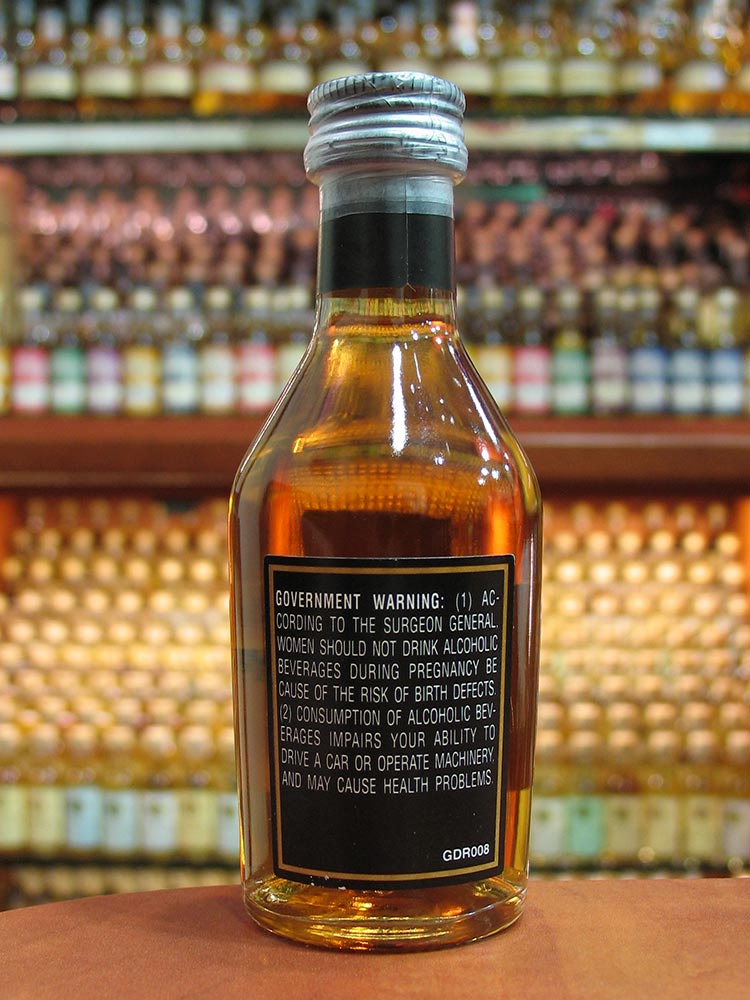 GOVERNMENT WARNING: (1) AC-
CORDING TO THE SURGEON GENERAL,
WOMEN SHOULD NOT DRINK ALCOHOLIC
BEVERAGES DURING PREGNANCY BE
CAUSE OF THE RISK OF BIRTH DEFECTS.
(2) CONSUMPTION OF ALCOHOLIC BEV-
ERAGES IMPAIRS YOUR ABILITY TO
DRIVE A CAR OR OPERATE MACHINERY,
AND MAY CAUSE HEALTH PROBLEMS.
GDR008